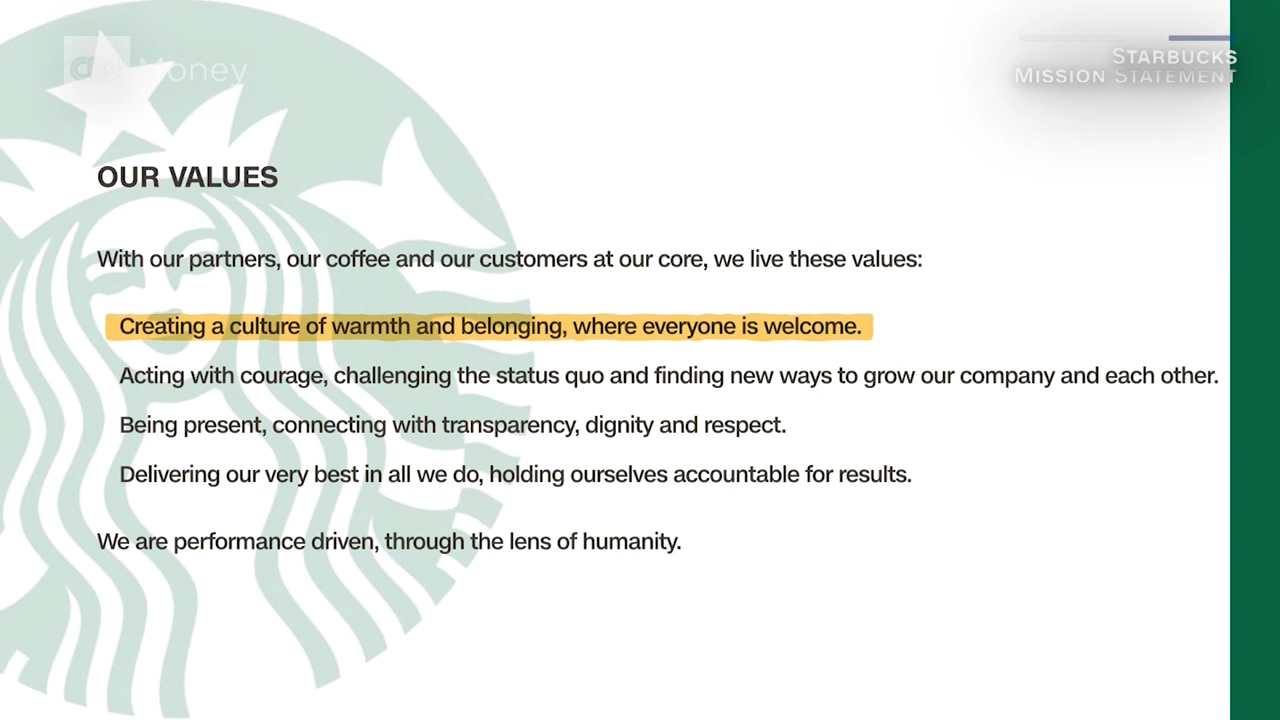 Money
STARBUCKS
MISSION STATEMENT
OUR VALUES
With our partners, our coffee and our customers at our core, we live these values:
Creating a culture of warmth and belonging, where everyone is welcome.
Acting with courage, challenging the status quo and finding new ways to grow our company and each other.
Being present, connecting with transparency, dignity and respect.
Delivering our very best in all we do, holding ourselves accountable for results.
We are performance driven, through the lens of humanity.